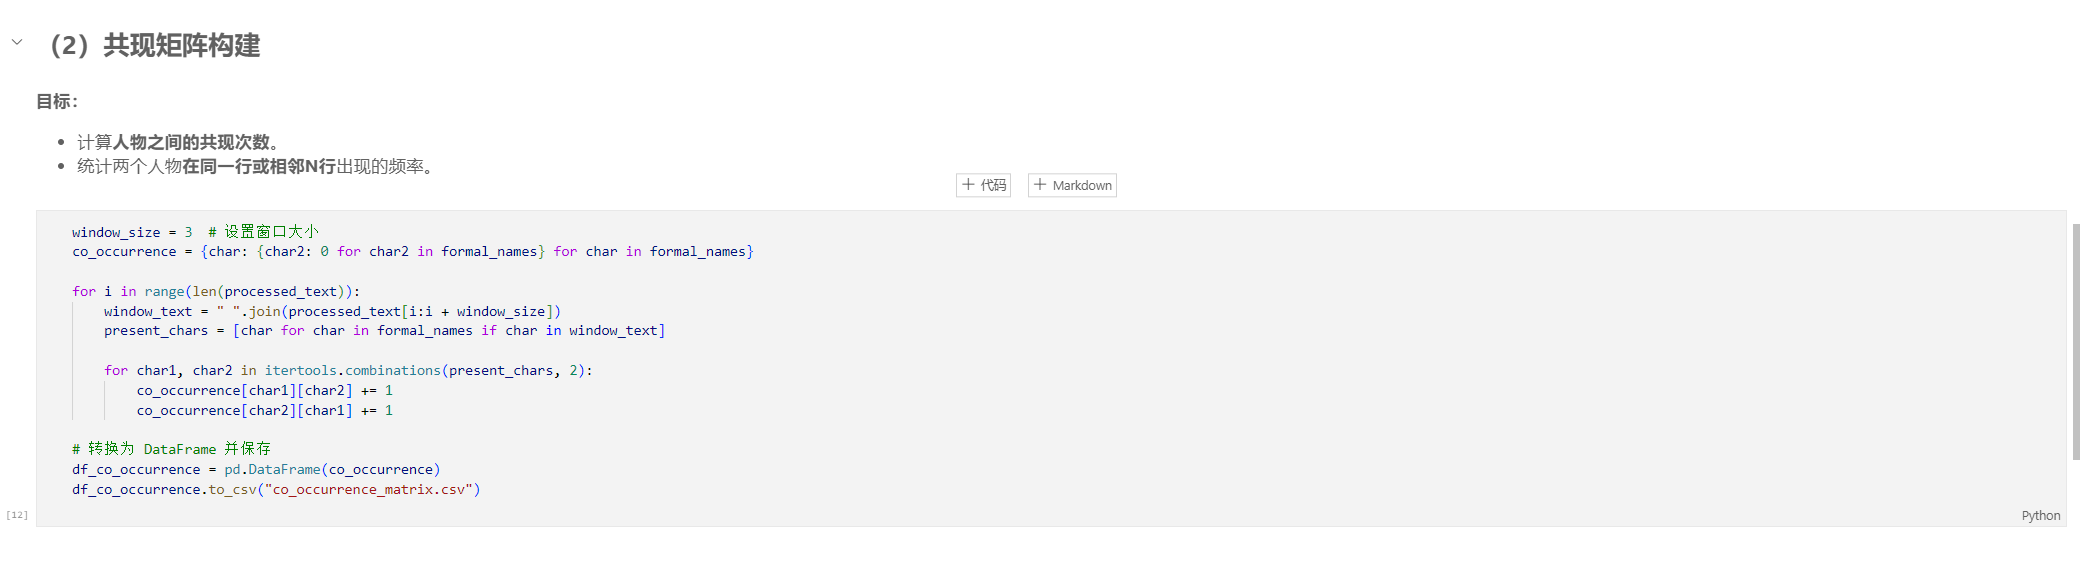 （2）共现矩阵构建
目标：
• 计算人物之间的共现次数。
• 统计两个人物在同一行或相邻N行出现的频率。
+ 代码 + Markdown
window_size = 3  # 设置窗口大小
co_occurrence = {char: {char2: 0 for char2 in formal_names} for char in formal_names}
for i in range(len(processed_text)):
    window_text = " ".join(processed_text[i:i + window_size])
    present_chars = [char for char in formal_names if char in window_text]
    for char1, char2 in itertools.combinations(present_chars, 2):
        co_occurrence[char1][char2] += 1
        co_occurrence[char2][char1] += 1
# 转换为 DataFrame 并保存
df_co_occurrence = pd.DataFrame(co_occurrence)
df_co_occurrence.to_csv("co_occurrence_matrix.csv")
[12]
Python